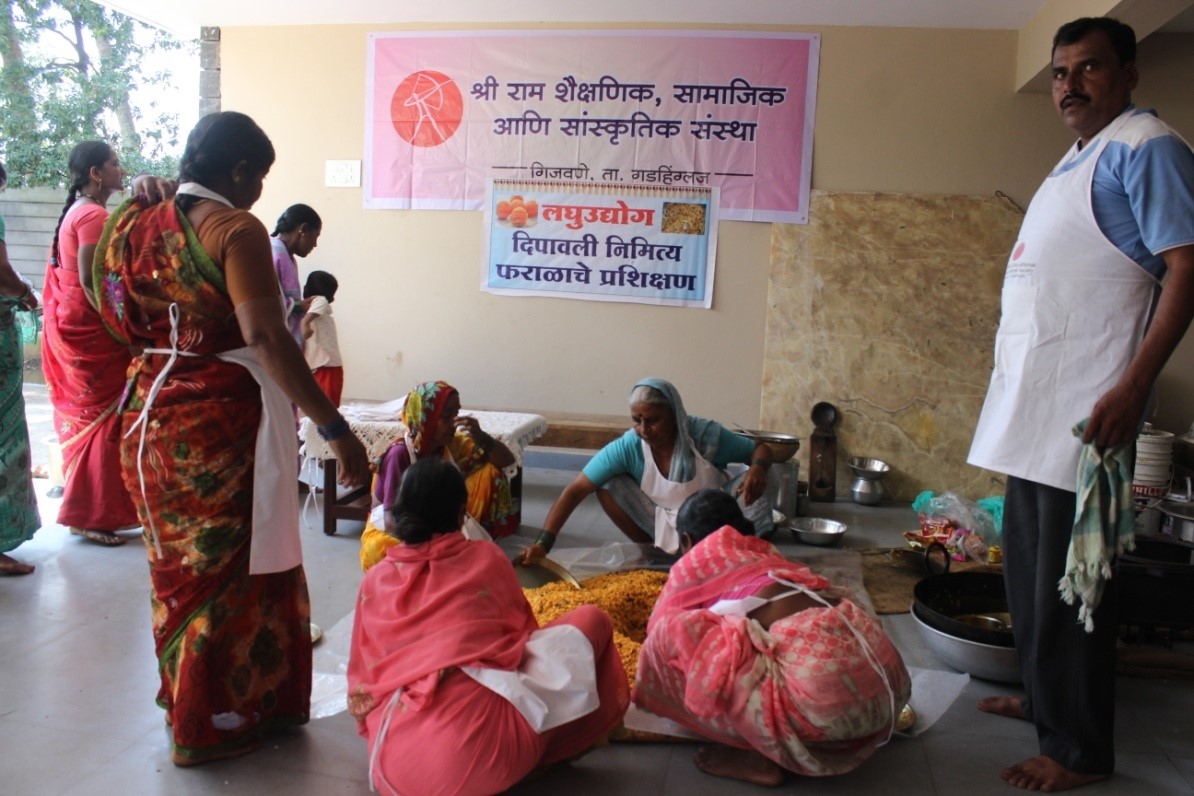 श्री राम शैक्षणिक, सामाजिक
आणि सांस्कृतिक संस्था
गिजवणे, ता. गडहिंग्लज
लघुउद्योग
दिपावली निमित्य
फराळाचे प्रशिक्षण